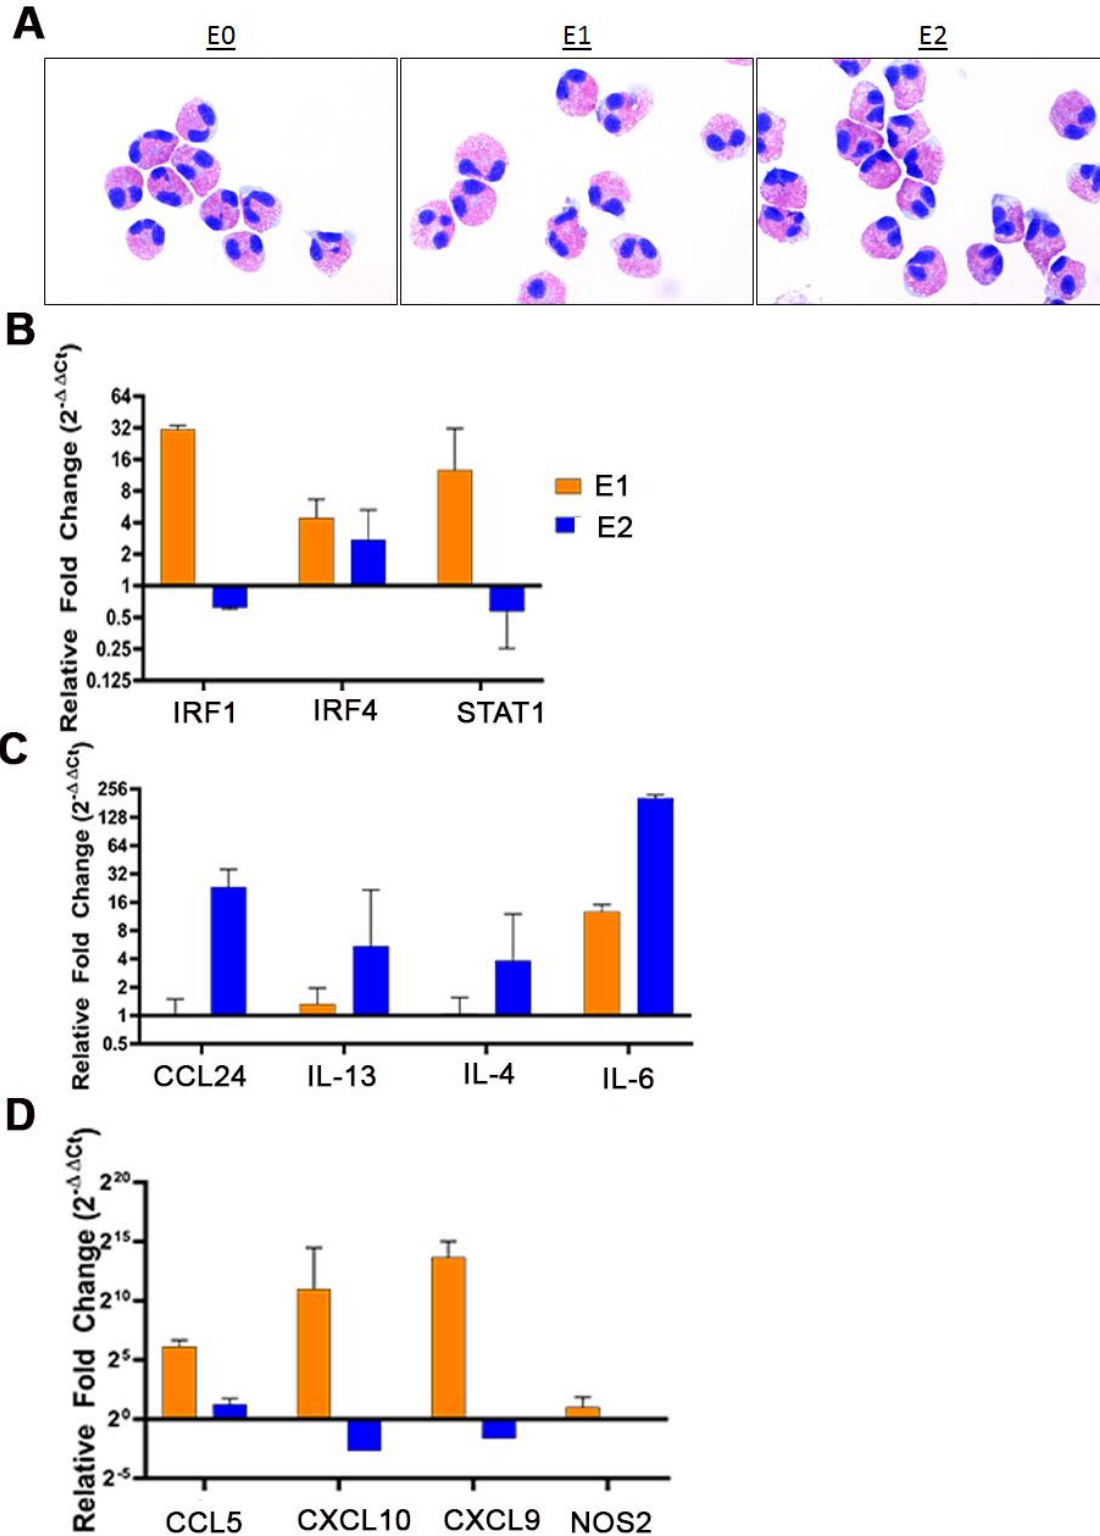 A
E0 E1 E2
B
Relative Fold Change (2^-ΔΔCt)
64
32
16
8
4
2
1
0.5
0.25
0.125
E1
E2
IRF1 IRF4 STAT1
C
Relative Fold Change (2^-ΔΔCt)
256
128
64
32
16
8
4
2
1
0.5
CCL24 IL-13 IL-4 IL-6
D
Relative Fold Change (2^-ΔΔCt)
2^20
2^15
2^10
2^5
2^0
2^-5
CCL5 CXCL10 CXCL9 NOS2